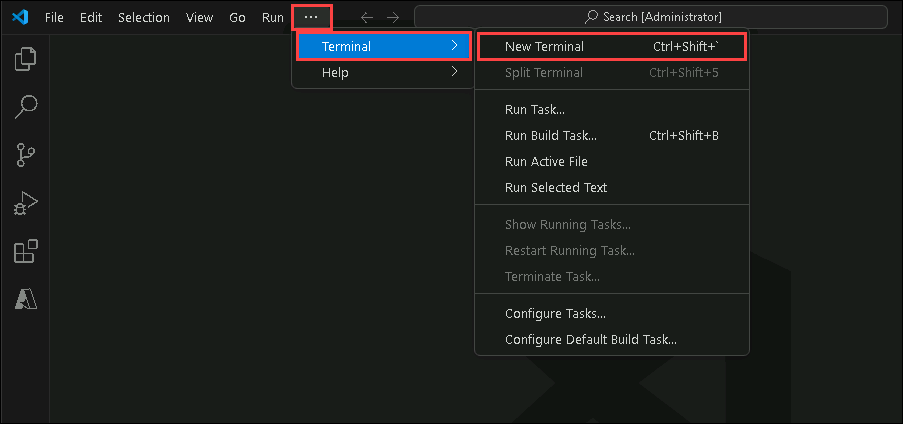 File Edit Selection View Go Run ··· Search [Administrator]
Terminal
Help
New Terminal Ctrl+Shift+`
Split Terminal Ctrl+Shift+5
Run Task...
Run Build Task... Ctrl+Shift+B
Run Active File
Run Selected Text
Show Running Tasks...
Restart Running Task...
Terminate Task...
Configure Tasks...
Configure Default Build Task...